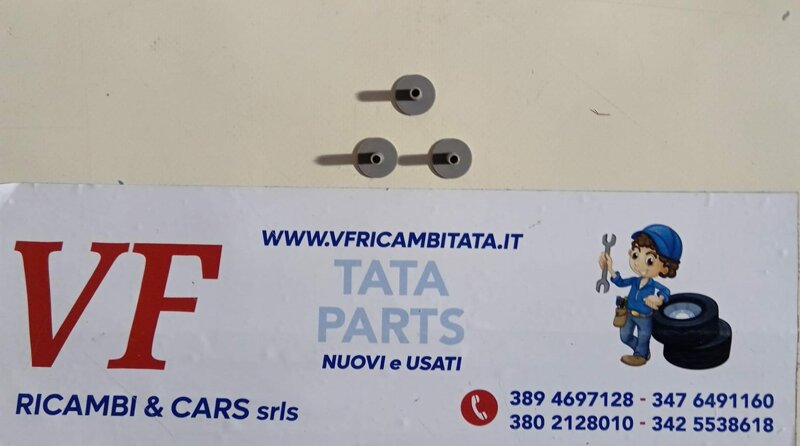 VF
RICAMBI & CARS srls
WWW.VFRICAMBITATA.IT
TATA
PARTS
NUOVI e USATI
389 4697128 - 347 6491160
380 2128010 - 342 5538618